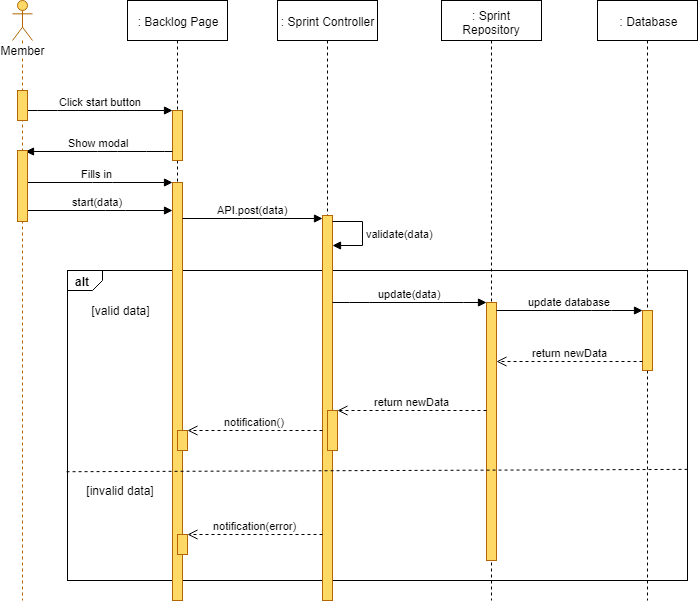 Member
: Backlog Page
: Sprint Controller
: Sprint
Repository
: Database
Click start button
Show modal
Fills in
start(data)
API.post(data)
validate(data)
alt
[valid data]
update(data)
update database
return newData
return newData
notification()
[invalid data]
notification(error)